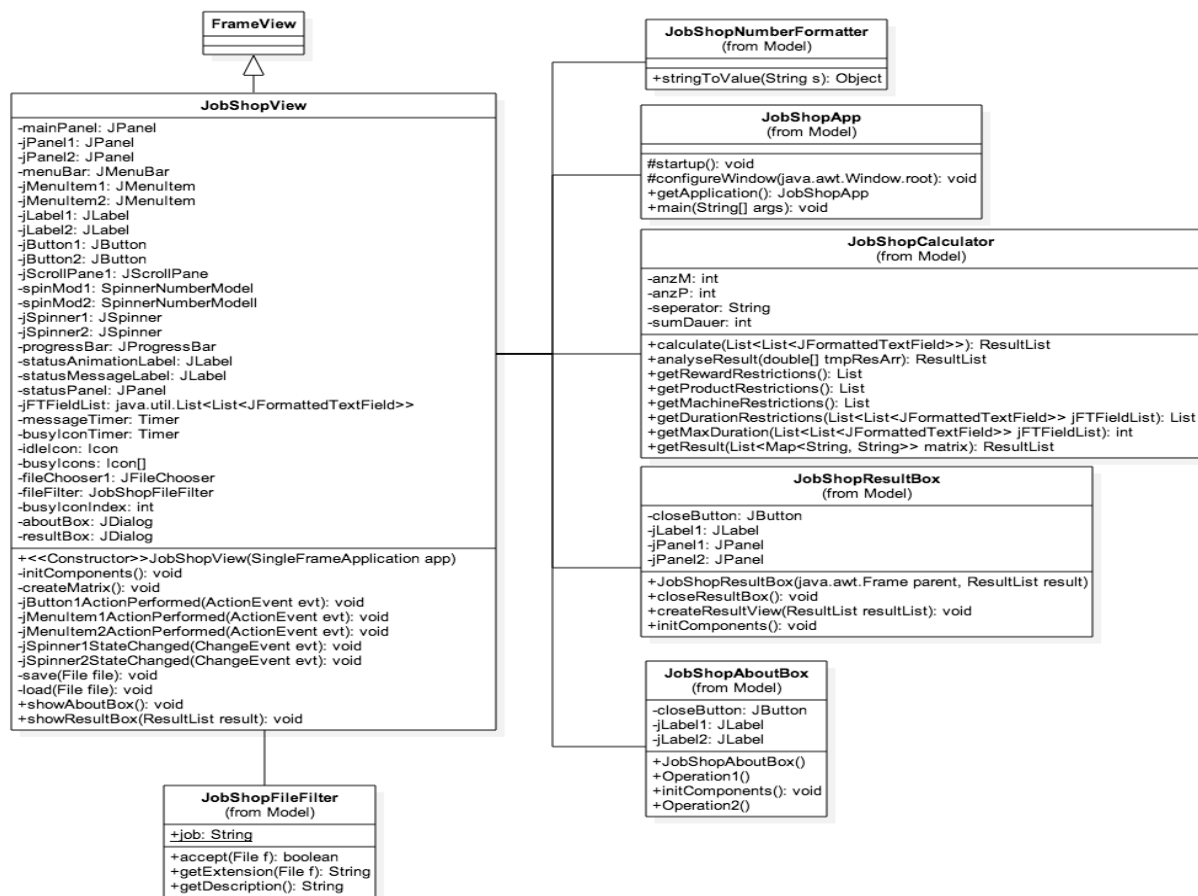 FrameView
JobShopView
-mainPanel: JPanel
-jPanel1: JPanel
-jPanel2: JPanel
-menuBar: JMenuBar
-jMenuItem1: JMenuItem
-jMenuItem2: JMenuItem
-jLabel1: JLabel
-jLabel2: JLabel
-jButton1: JButton
-jButton2: JButton
-jScrollPane1: JScrollPane
-spinMod1: SpinnerNumberModel
-spinMod2: SpinnerNumberModell
-jSpinner1: JSpinner
-jSpinner2: JSpinner
-progressBar: JProgressBar
-statusAnimationLabel: JLabel
-statusMessageLabel: JLabel
-statusPanel: JPanel
-jFTFieldList: java.util.List<List<JFormattedTextField>>
-messageTimer: Timer
-busyIconTimer: Timer
-idleIcon: Icon
-busyIcons: Icon[]
-fileChooser1: JFileChooser
-fileFilter: JobShopFileFilter
-busyIconIndex: int
-aboutBox: JDialog
-resultBox: JDialog
+<<Constructor>>JobShopView(SingleFrameApplication app)
-initComponents(): void
-createMatrix(): void
-jButton1ActionPerformed(ActionEvent evt): void
-jMenuItem1ActionPerformed(ActionEvent evt): void
-jMenuItem2ActionPerformed(ActionEvent evt): void
-jSpinner1StateChanged(ChangeEvent evt): void
-jSpinner2StateChanged(ChangeEvent evt): void
-save(File file): void
-load(File file): void
+showAboutBox(): void
+showResultBox(ResultList result): void
JobShopFileFilter
(from Model)
+job: String
+accept(File f): boolean
+getExtension(File f): String
+getDescription(): String
JobShopNumberFormatter
(from Model)
+stringToValue(String s): Object
JobShopApp
(from Model)
#startup(): void
#configureWindow(java.awt.Window.root): void
+getApplication(): JobShopApp
+main(String[] args): void
JobShopCalculator
(from Model)
-anzM: int
-anzP: int
-seperator: String
-sumDauer: int
+calculate(List<List<JFormattedTextField>>): ResultList
+analyseResult(double[] tmpResArr): ResultList
+getRewardRestrictions(): List
+getProductRestrictions(): List
+getMachineRestrictions(): List
+getDurationRestrictions(List<List<JFormattedTextField>> jFTFieldList): List
+getMaxDuration(List<List<JFormattedTextField>> jFTFieldList): int
+getResult(List<Map<String, String>> matrix): ResultList
JobShopResultBox
(from Model)
-closeButton: JButton
-jLabel1: JLabel
-jPanel1: JPanel
-jPanel2: JPanel
+JobShopResultBox(java.awt.Frame parent, ResultList result)
+closeResultBox(): void
+createResultView(ResultList resultList): void
+initComponents(): void
JobShopAboutBox
(from Model)
-closeButton: JButton
-jLabel1: JLabel
-jLabel2: JLabel
+JobShopAboutBox()
+Operation1()
+initComponents(): void
+Operation2()